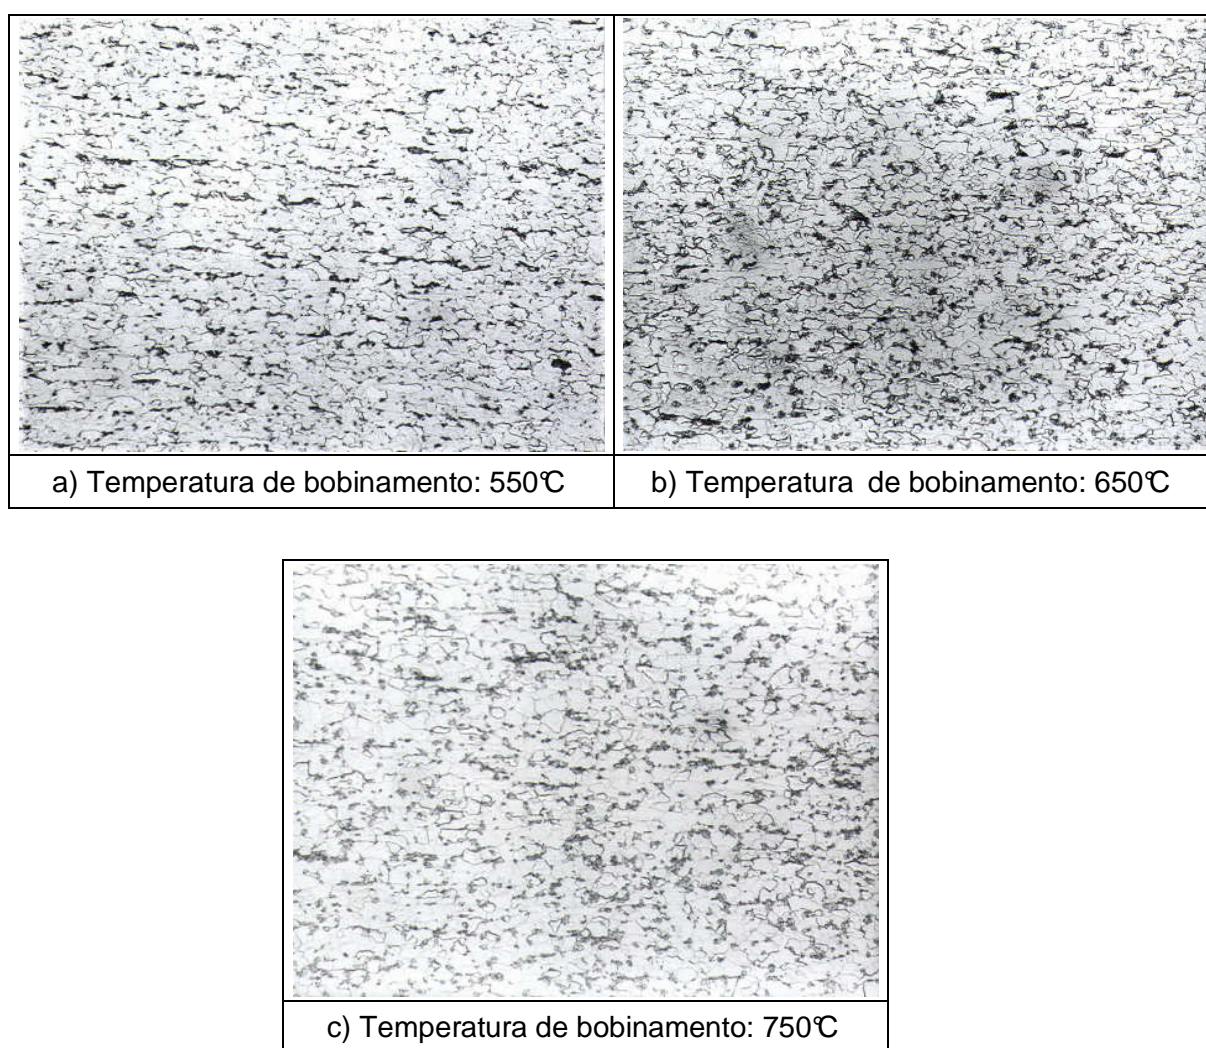 a) Temperatura de bobinamento: 550°C
b) Temperatura de bobinamento: 650°C
c) Temperatura de bobinamento: 750°C